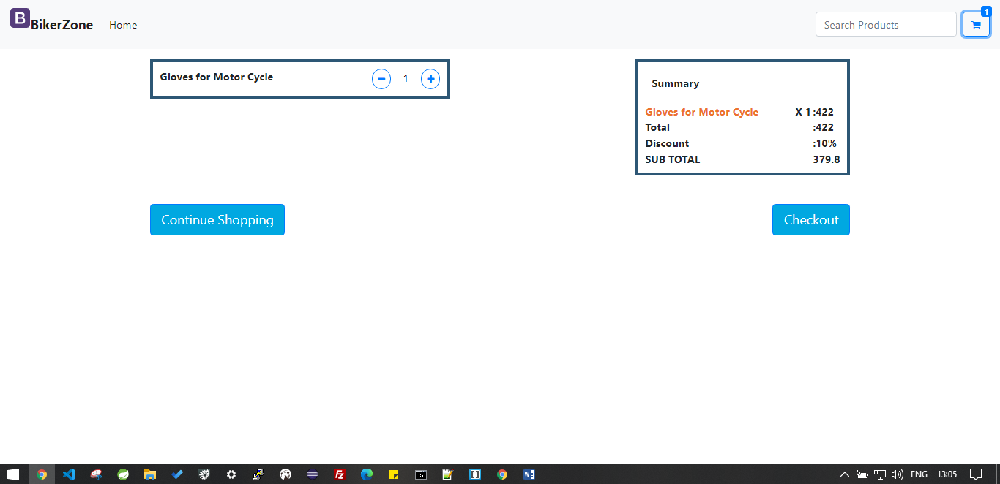 B BikerZone Home Search Products 1
Gloves for Motor Cycle 1
Summary
Gloves for Motor Cycle X 1 :422
Total :422
Discount :10%
SUB TOTAL 379.8
Continue Shopping Checkout
ENG 13:05